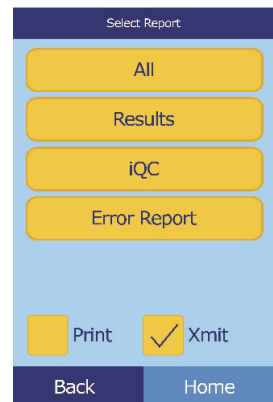 Select Report
All
Results
iQC
Error Report
Print Xmit
Back Home